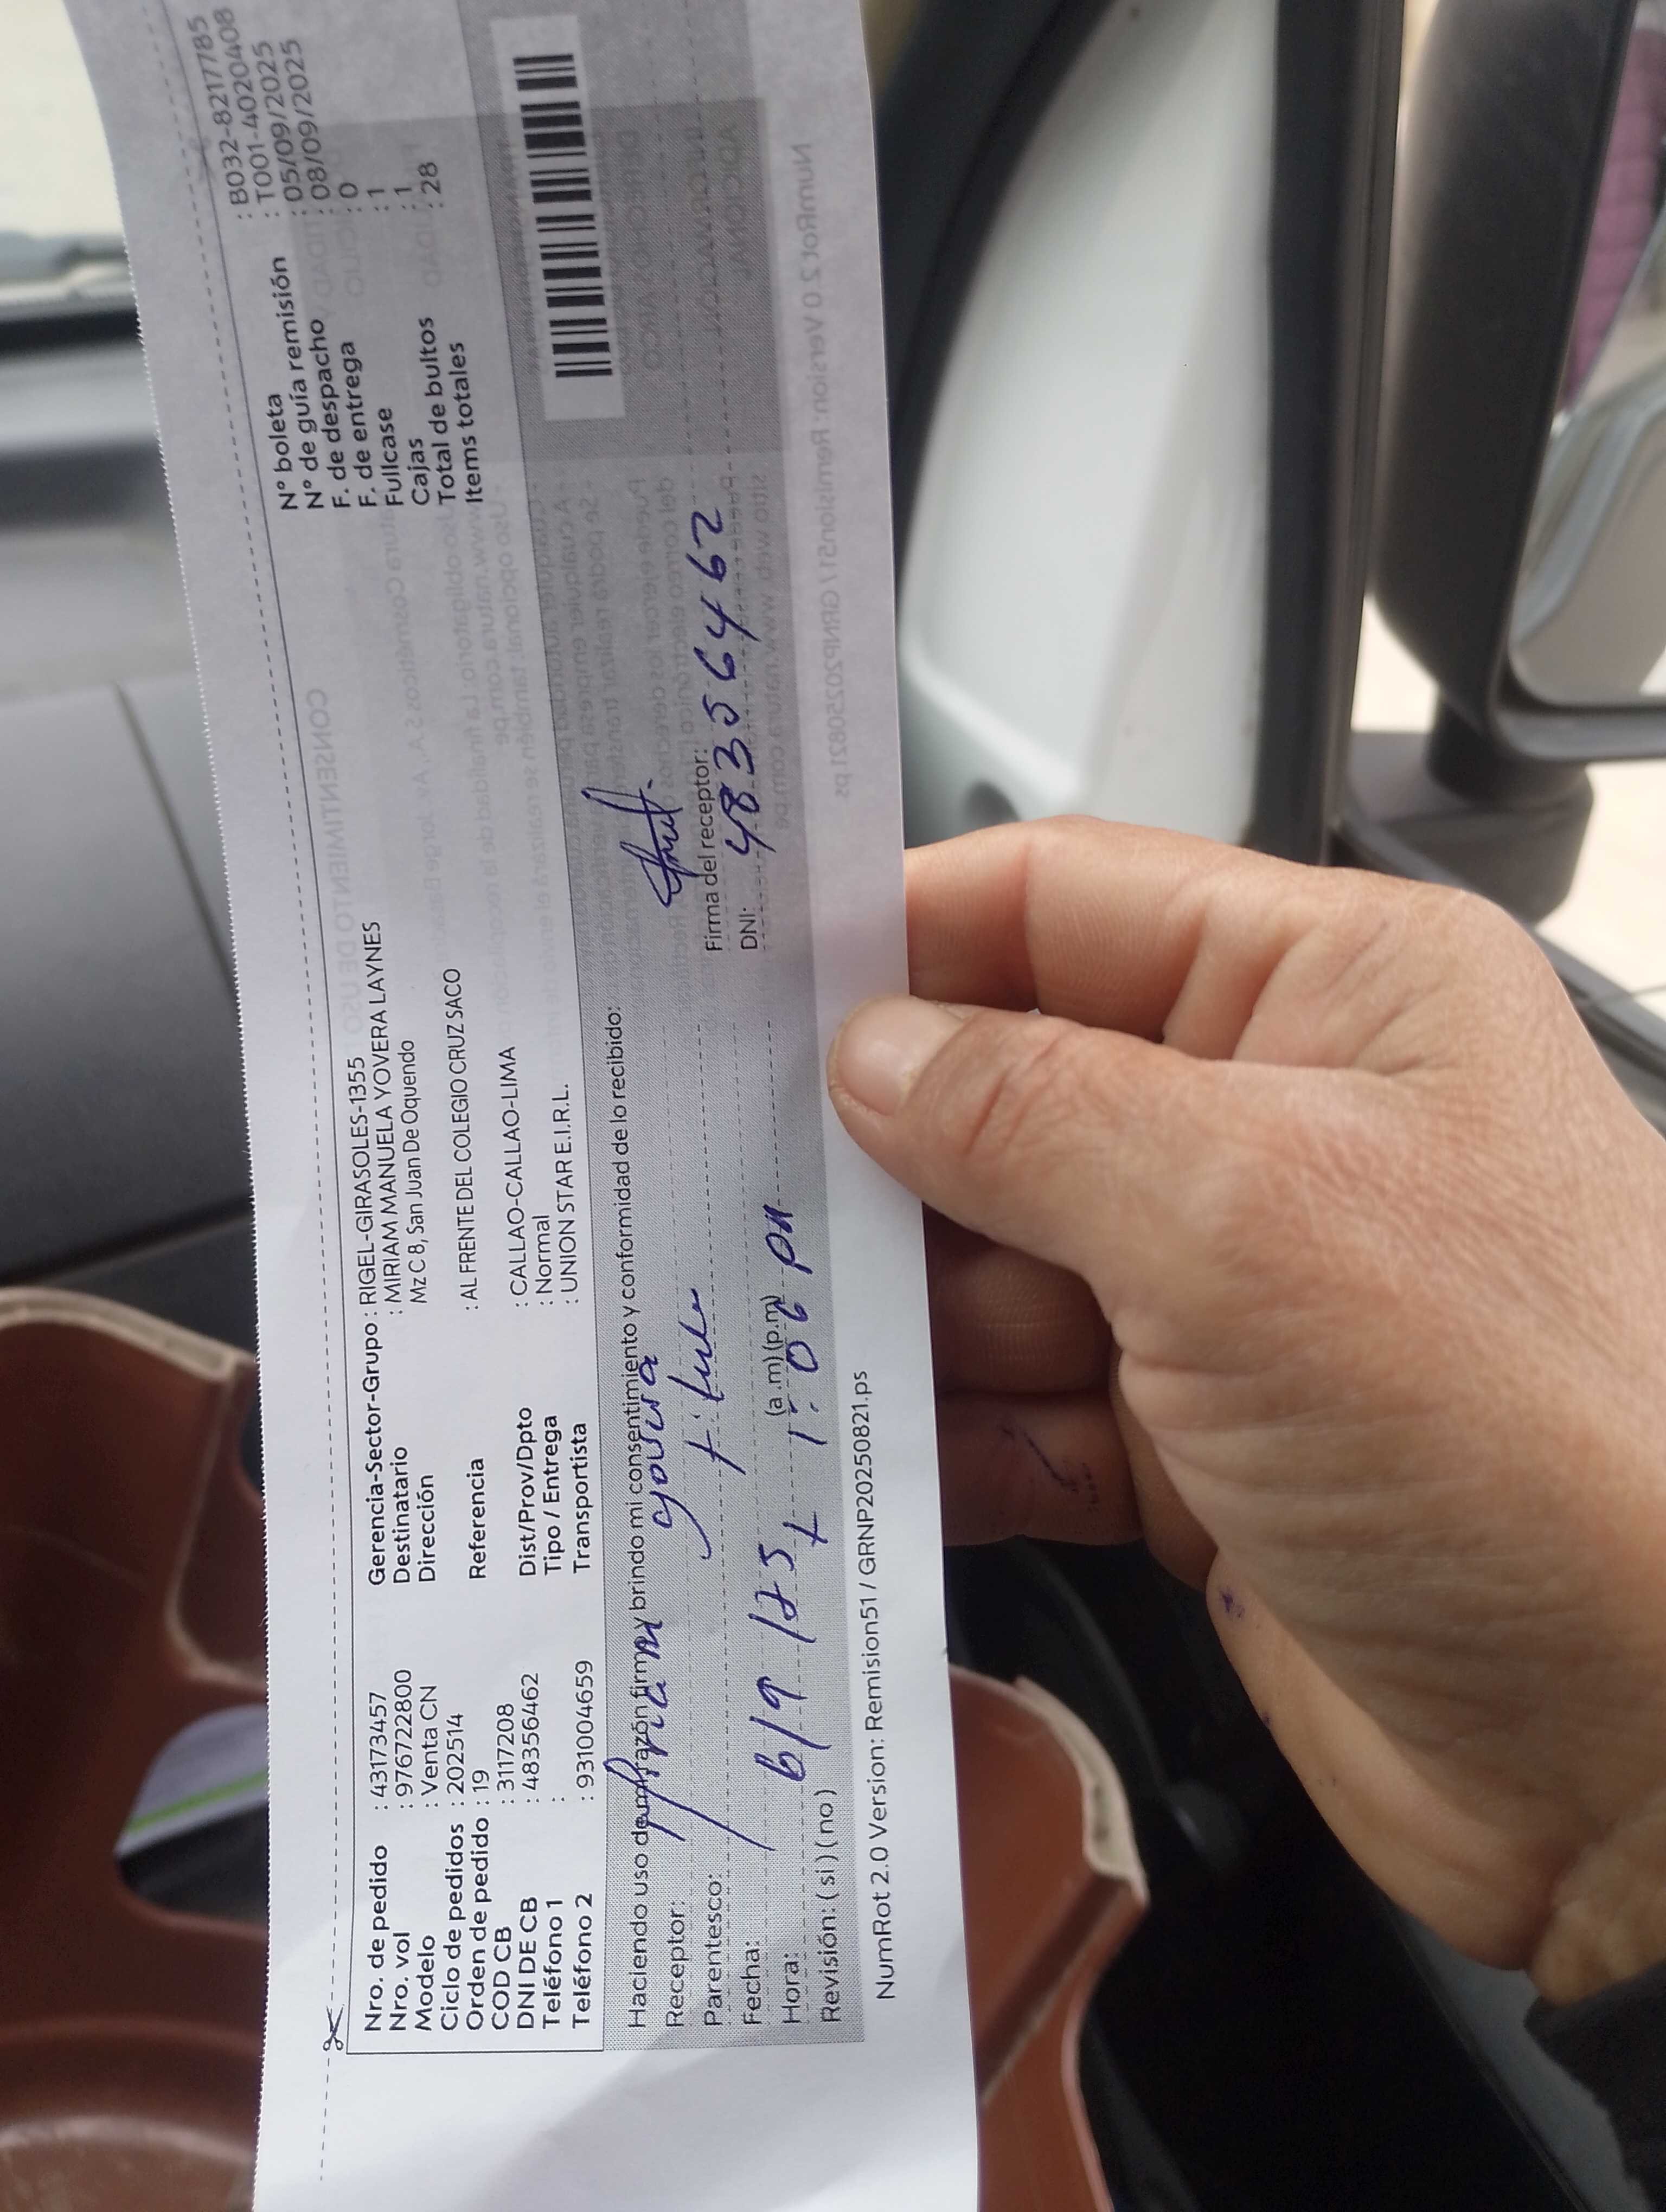 Nro. de pedido : 43173457
Nro. vol : 976722800
Modelo : Venta CN
Ciclo de pedidos : 202514
Orden de pedido : 19
COD CB : 3117208
DNI DE CB : 48356462
Teléfono 1 :
Teléfono 2 : 931004659
Gerencia-Sector-Grupo : RIGEL-GIRASOLES-1355
Destinatario : MIRIAM MANUELA YOVERA LAYNES
Dirección : Mz C 8, San Juan De Oquendo
Referencia : AL FRENTE DEL COLEGIO CRUZ SACO
Dist/Prov/Dpto : CALLAO-CALLAO-LIMA
Tipo / Entrega : Normal
Transportista : UNION STAR E.I.R.L.
N° boleta : B032-8217785
N° de guía remisión : T001-4020408
F. de despacho : 05/09/2025
F. de entrega : 08/09/2025
Fullcase : 0
Cajas : 1
Total de bultos : 1
Items totales : 28
Haciendo uso de mi razón firmo y brindo mi consentimiento y conformidad de lo recibido:
Receptor:
Parentesco:
Firma del receptor:
Fecha: 6/9/25
DNI: 48356462
Hora: 1:06 PM (a.m) (p.m)
Revisión: ( si ) ( no )
NumRot 2.0 Version: Remision51 / GRNP20250821.ps